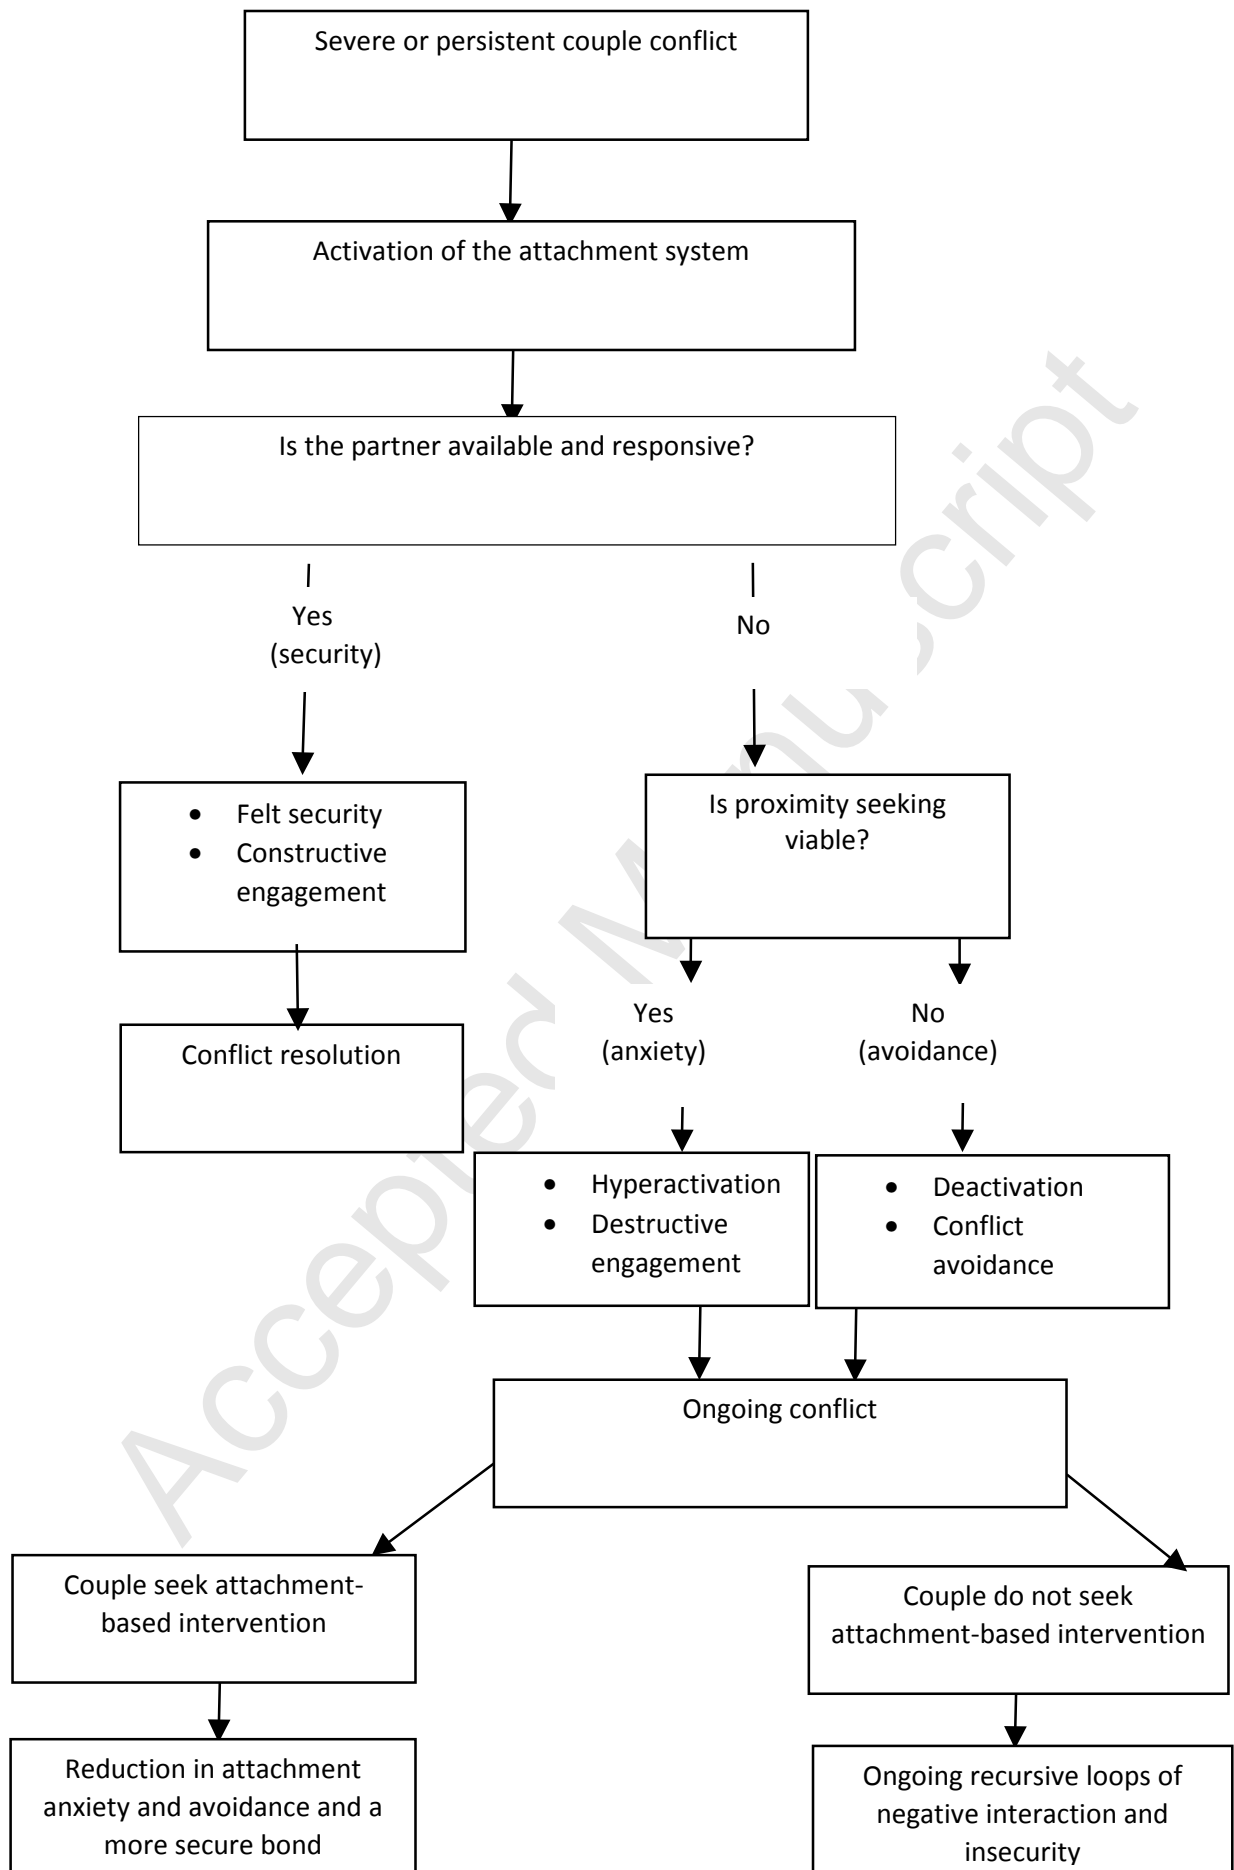 Severe or persistent couple conflict
Activation of the attachment system
Is the partner available and responsive?
Yes
(security)
No
• Felt security
• Constructive
engagement
Is proximity seeking
viable?
Conflict resolution
Yes
(anxiety)
No
(avoidance)
• Hyperactivation
• Destructive
engagement
• Deactivation
• Conflict
avoidance
Ongoing conflict
Couple seek attachment-
based intervention
Couple do not seek
attachment-based intervention
Reduction in attachment
anxiety and avoidance and a
more secure bond
Ongoing recursive loops of
negative interaction and
insecurity
Accepted Manuscript